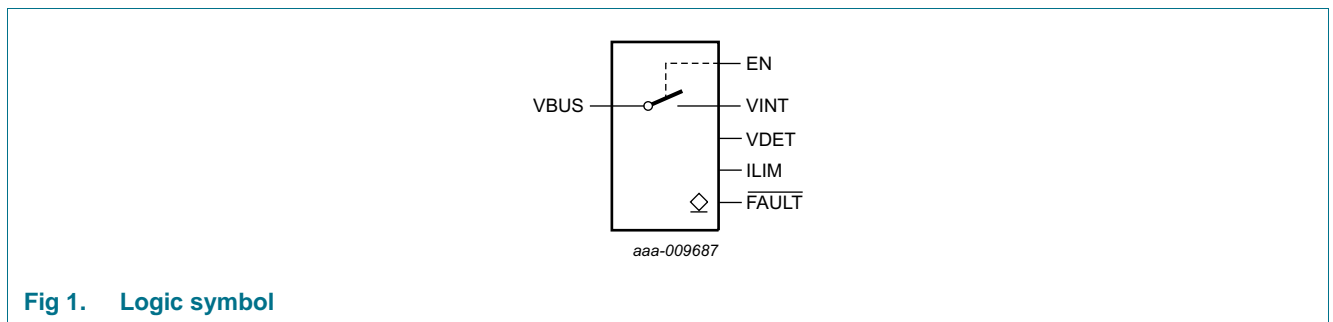 EN
VBUS
VINT
VDET
ILIM
FAULT
aaa-009687
Fig 1. Logic symbol